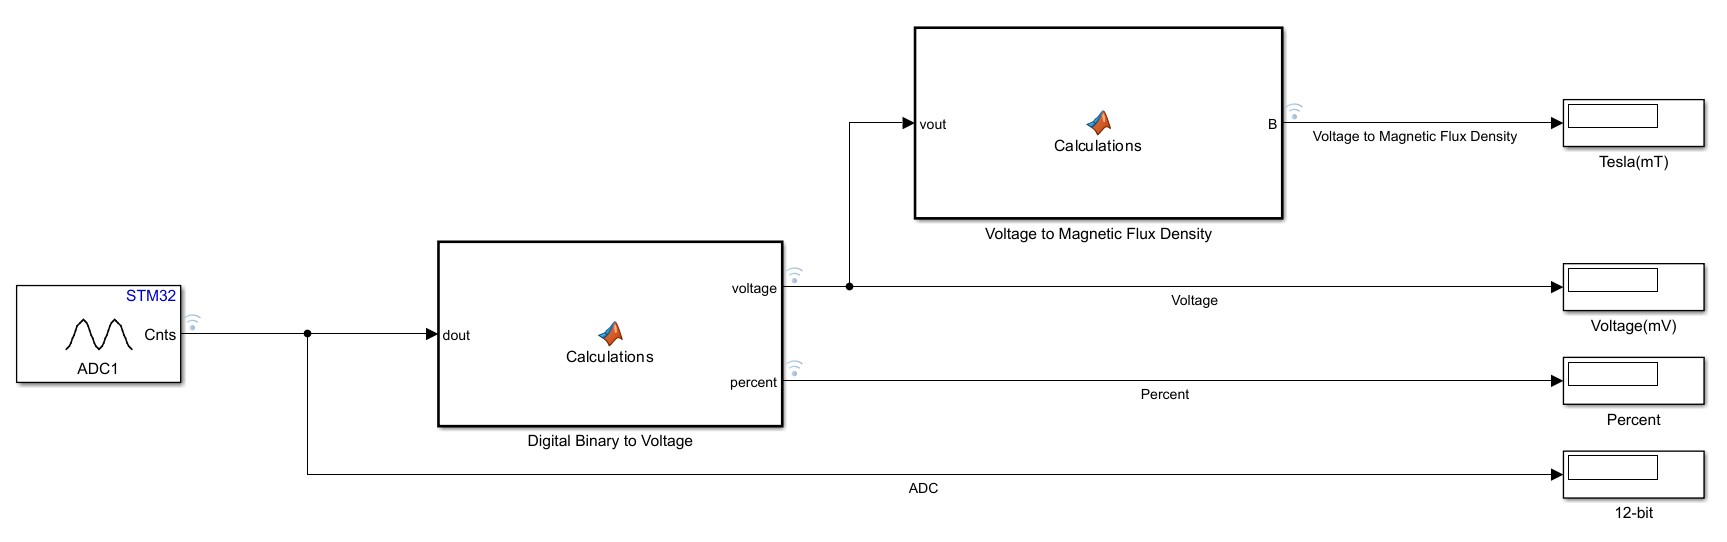 vout
Calculations
B
Voltage to Magnetic Flux Density
Voltage to Magnetic Flux Density
Tesla(mT)
STM32
Cnts
ADC1
dout
Calculations
voltage
percent
Digital Binary to Voltage
Voltage
Voltage(mV)
Percent
Percent
ADC
12-bit